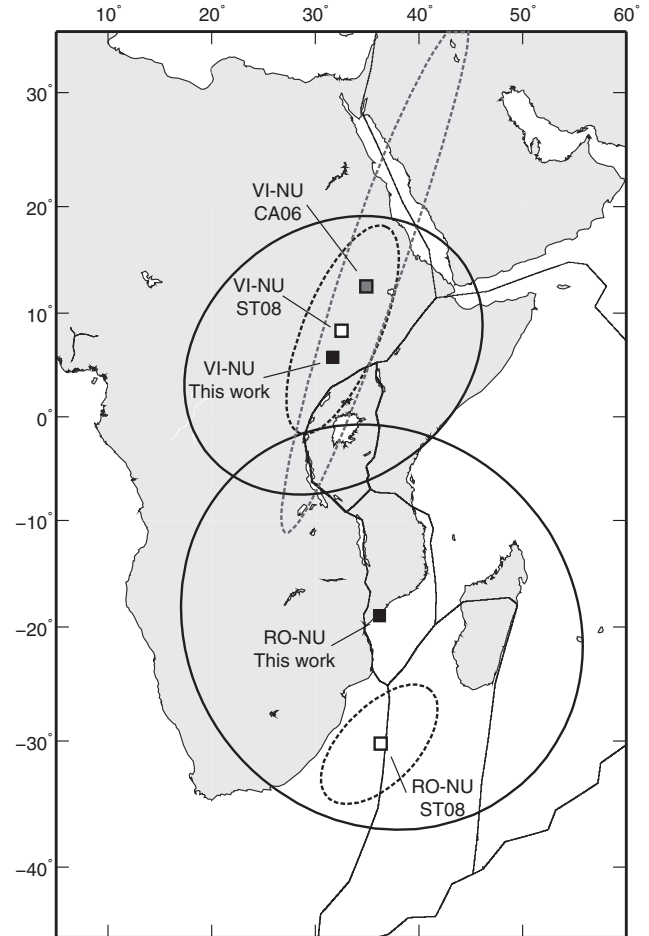 10˚ 20˚ 30˚ 40˚ 50˚ 60˚
30˚
VI-NU
CA06
20˚
VI-NU
ST08
10˚
VI-NU
This work
0˚
−10˚
RO-NU
This work
−20˚
−30˚
RO-NU
ST08
−40˚